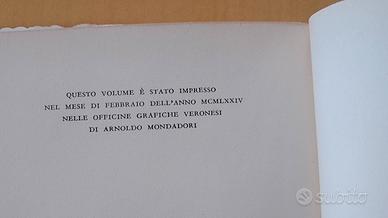 QUESTO VOLUME È STATO IMPRESSO
NEL MESE DI FEBBRAIO DELL'ANNO MCMLXXIV
NELLE OFFICINE GRAFICHE VERONESI
DI ARNOLDO MONDADORI
subito